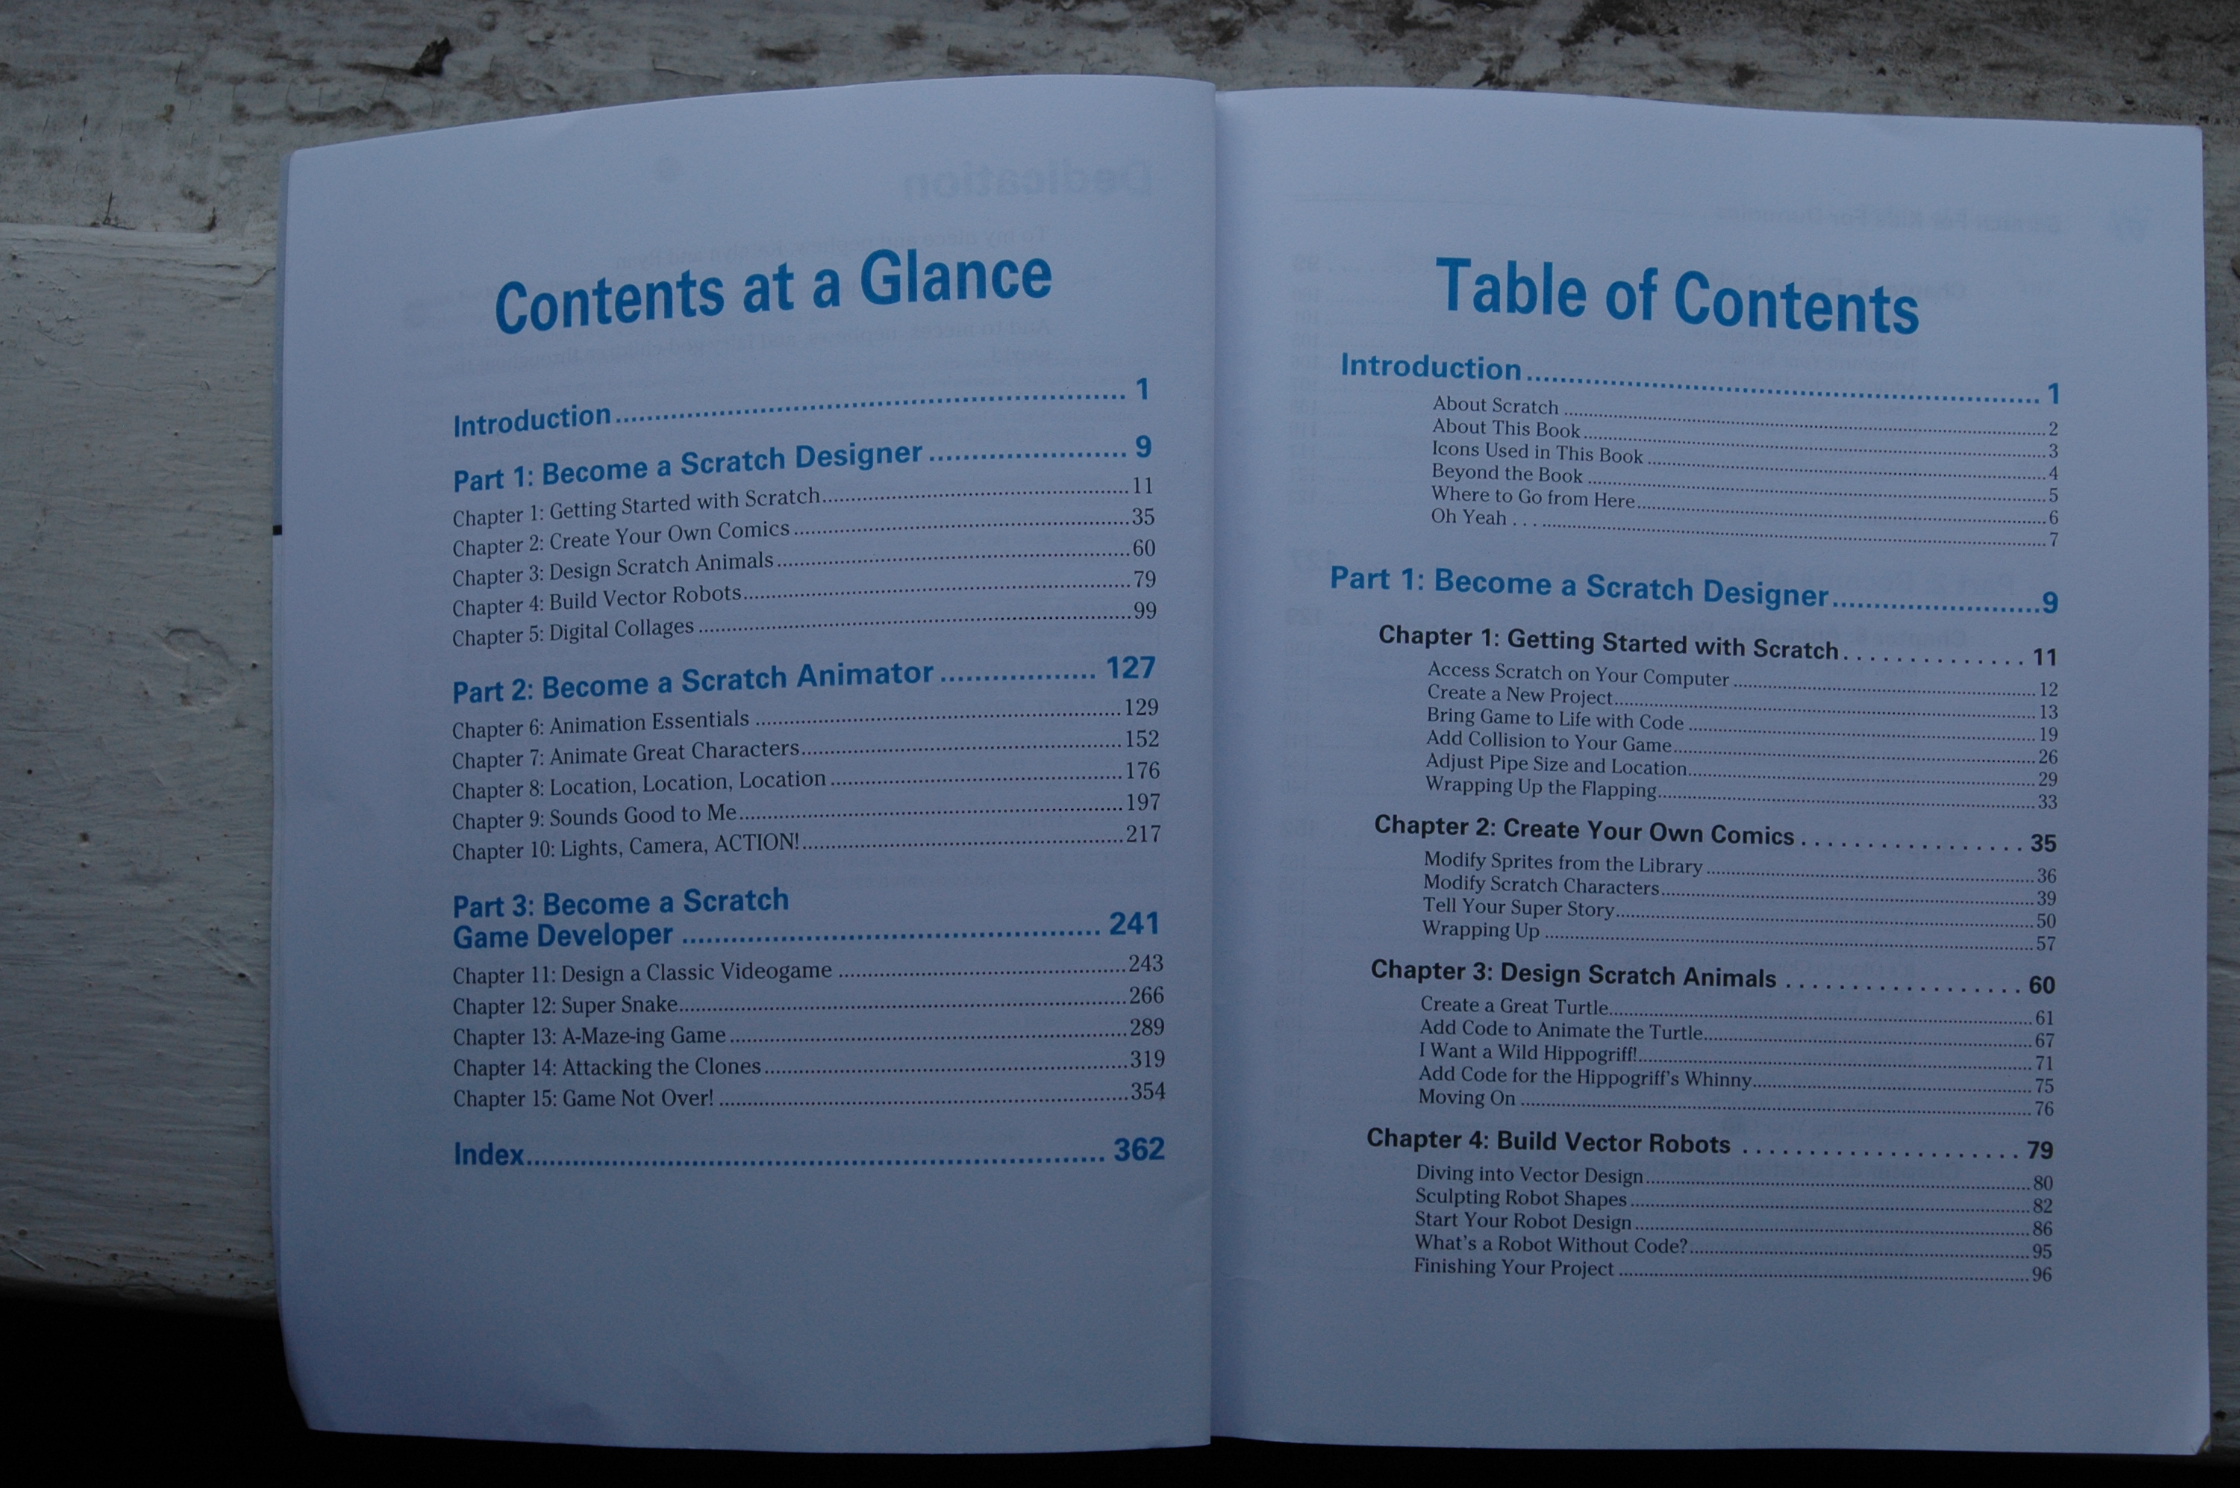 Contents at a Glance
Introduction........ 1
Part 1: Become a Scratch Designer........ 9
Chapter 1: Getting Started with Scratch........11
Chapter 2: Create Your Own Comics........35
Chapter 3: Design Scratch Animals........60
Chapter 4: Build Vector Robots........79
Chapter 5: Digital Collages........99
Part 2: Become a Scratch Animator........ 127
Chapter 6: Animation Essentials........129
Chapter 7: Animate Great Characters........152
Chapter 8: Location, Location, Location........176
Chapter 9: Sounds Good to Me........197
Chapter 10: Lights, Camera, ACTION!........217
Part 3: Become a Scratch
Game Developer........ 241
Chapter 11: Design a Classic Videogame........243
Chapter 12: Super Snake........266
Chapter 13: A-Maze-ing Game........289
Chapter 14: Attacking the Clones........319
Chapter 15: Game Not Over!........354
Index........ 362
Table of Contents
Introduction........ 1
About Scratch........2
About This Book........3
Icons Used in This Book........4
Beyond the Book........5
Where to Go from Here........6
Oh Yeah . . ........7
Part 1: Become a Scratch Designer........9
Chapter 1: Getting Started with Scratch. . . . . . . . 11
Access Scratch on Your Computer........12
Create a New Project........13
Bring Game to Life with Code........19
Add Collision to Your Game........26
Adjust Pipe Size and Location........29
Wrapping Up the Flapping........33
Chapter 2: Create Your Own Comics . . . . . . . . 35
Modify Sprites from the Library........36
Modify Scratch Characters........39
Tell Your Super Story........50
Wrapping Up........57
Chapter 3: Design Scratch Animals . . . . . . . . 60
Create a Great Turtle........61
Add Code to Animate the Turtle........67
I Want a Wild Hippogriff!........71
Add Code for the Hippogriff's Whinny........75
Moving On........76
Chapter 4: Build Vector Robots . . . . . . . . 79
Diving into Vector Design........80
Sculpting Robot Shapes........82
Start Your Robot Design........86
What's a Robot Without Code?........95
Finishing Your Project........96